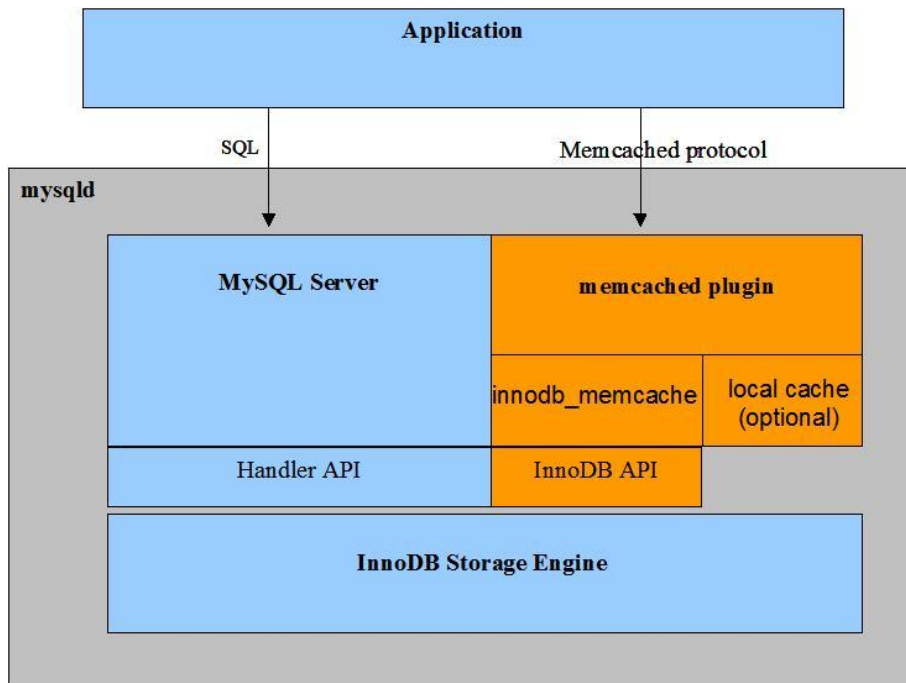 Application
SQL
Memcached protocol
mysqld
MySQL Server
memcached plugin
innodb_memcache
local cache
(optional)
Handler API
InnoDB API
InnoDB Storage Engine